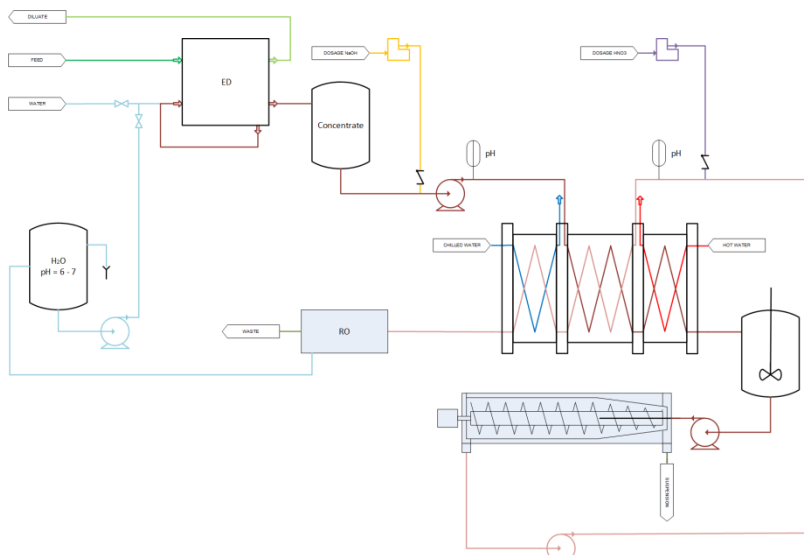 DILUATE
FEED
WATER
ED
DOSAGE NaOH
DOSAGE HNO3
Concentrate
pH
pH
H₂O
pH = 6 - 7
CHILLED WATER
HOT WATER
WASTE
RO
SUSPENSION